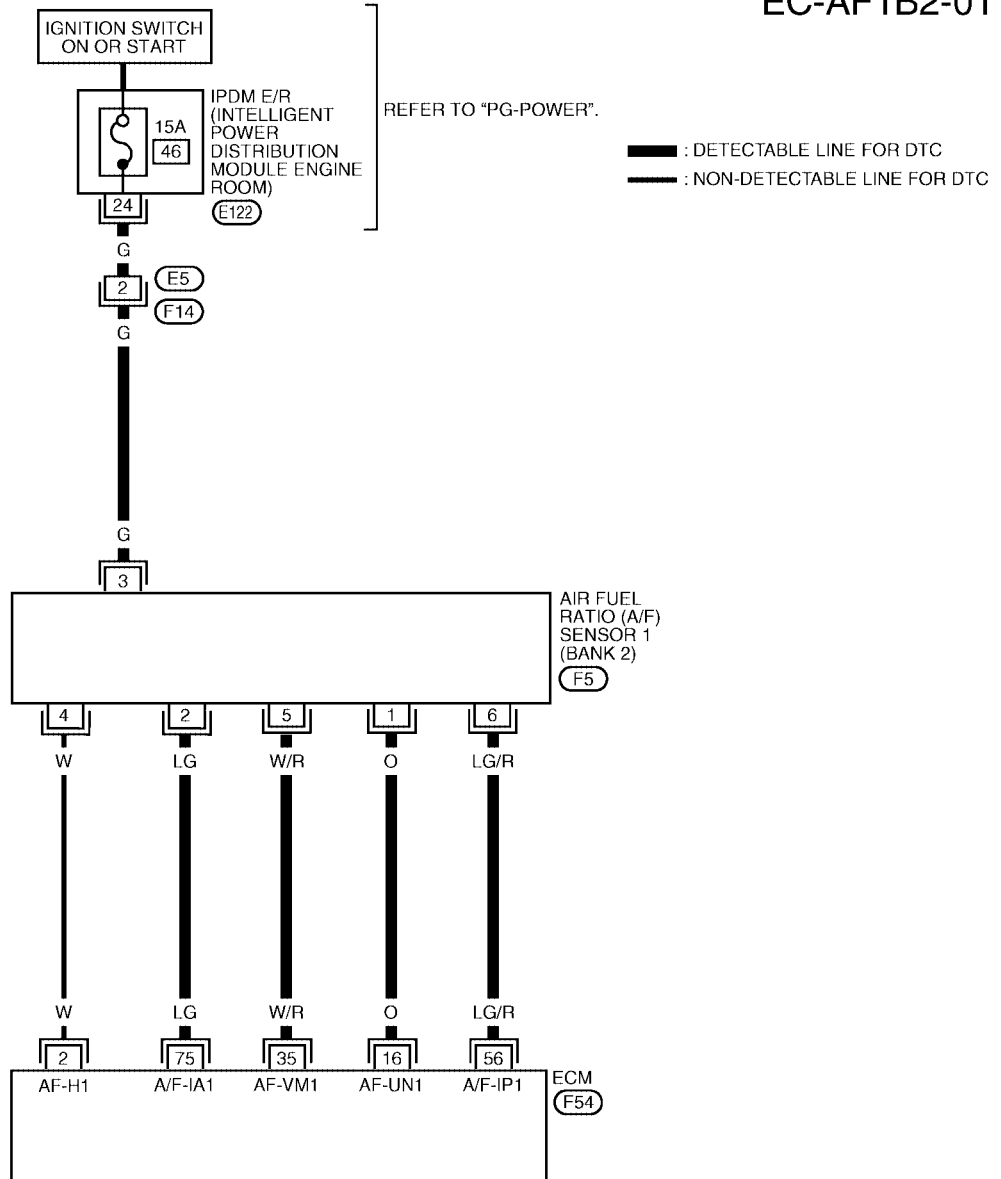 EC-AF1B2-01
IGNITION SWITCH
ON OR START
IPDM E/R
(INTELLIGENT
POWER
DISTRIBUTION
MODULE ENGINE
ROOM)
E122
15A
46
24
REFER TO “PG-POWER”.
: DETECTABLE LINE FOR DTC
: NON-DETECTABLE LINE FOR DTC
G
2
E5
F14
G
G
3
AIR FUEL
RATIO (A/F)
SENSOR 1
(BANK 2)
F5
4 2 5 1 6
W LG W/R O LG/R
W LG W/R O LG/R
2 75 35 16 56
AF-H1 A/F-IA1 AF-VM1 AF-UN1 A/F-IP1
ECM
F54